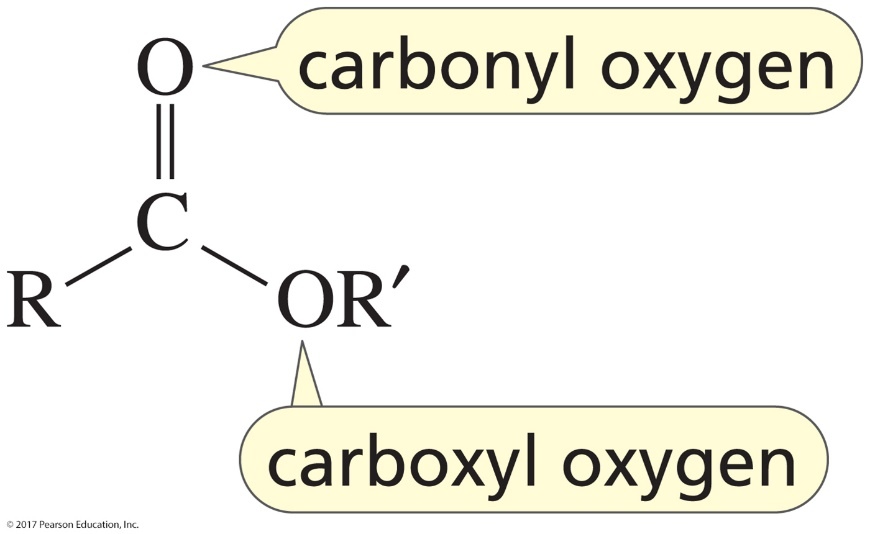 O
carbonyl oxygen
C
R
OR′
carboxyl oxygen
© 2017 Pearson Education, Inc.